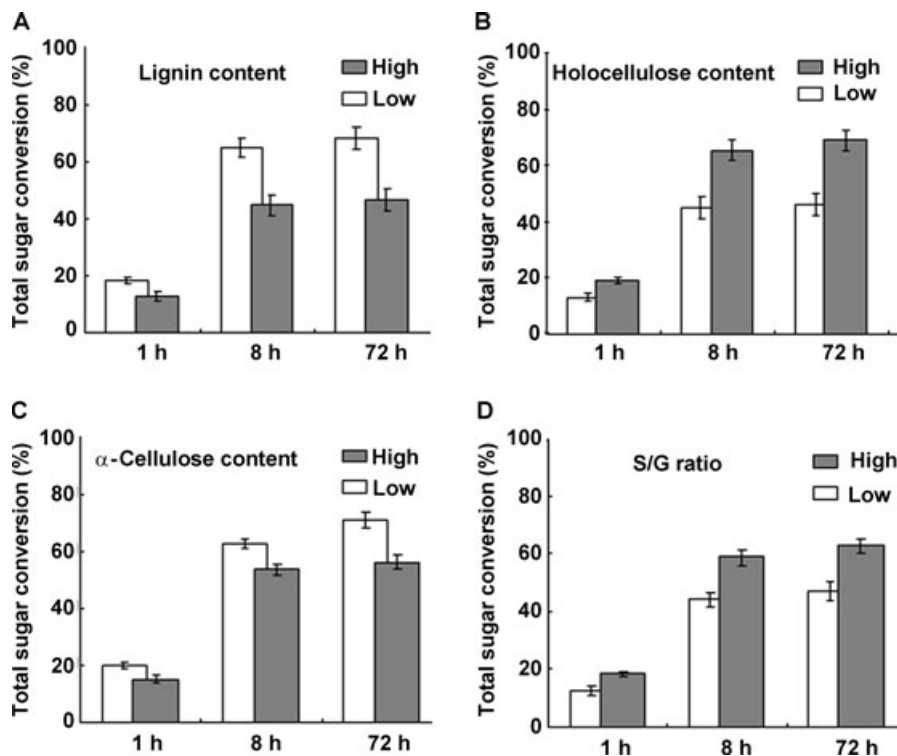 A
Total sugar conversion (%)
Lignin content
High
Low
100
80
60
40
20
0
1 h 8 h 72 h
B
Total sugar conversion (%)
Holocellulose content
High
Low
100
80
60
40
20
0
1 h 8 h 72 h
C
Total sugar conversion (%)
α-Cellulose content
High
Low
100
80
60
40
20
0
1 h 8 h 72 h
D
Total sugar conversion (%)
S/G ratio
High
Low
100
80
60
40
20
0
1 h 8 h 72 h